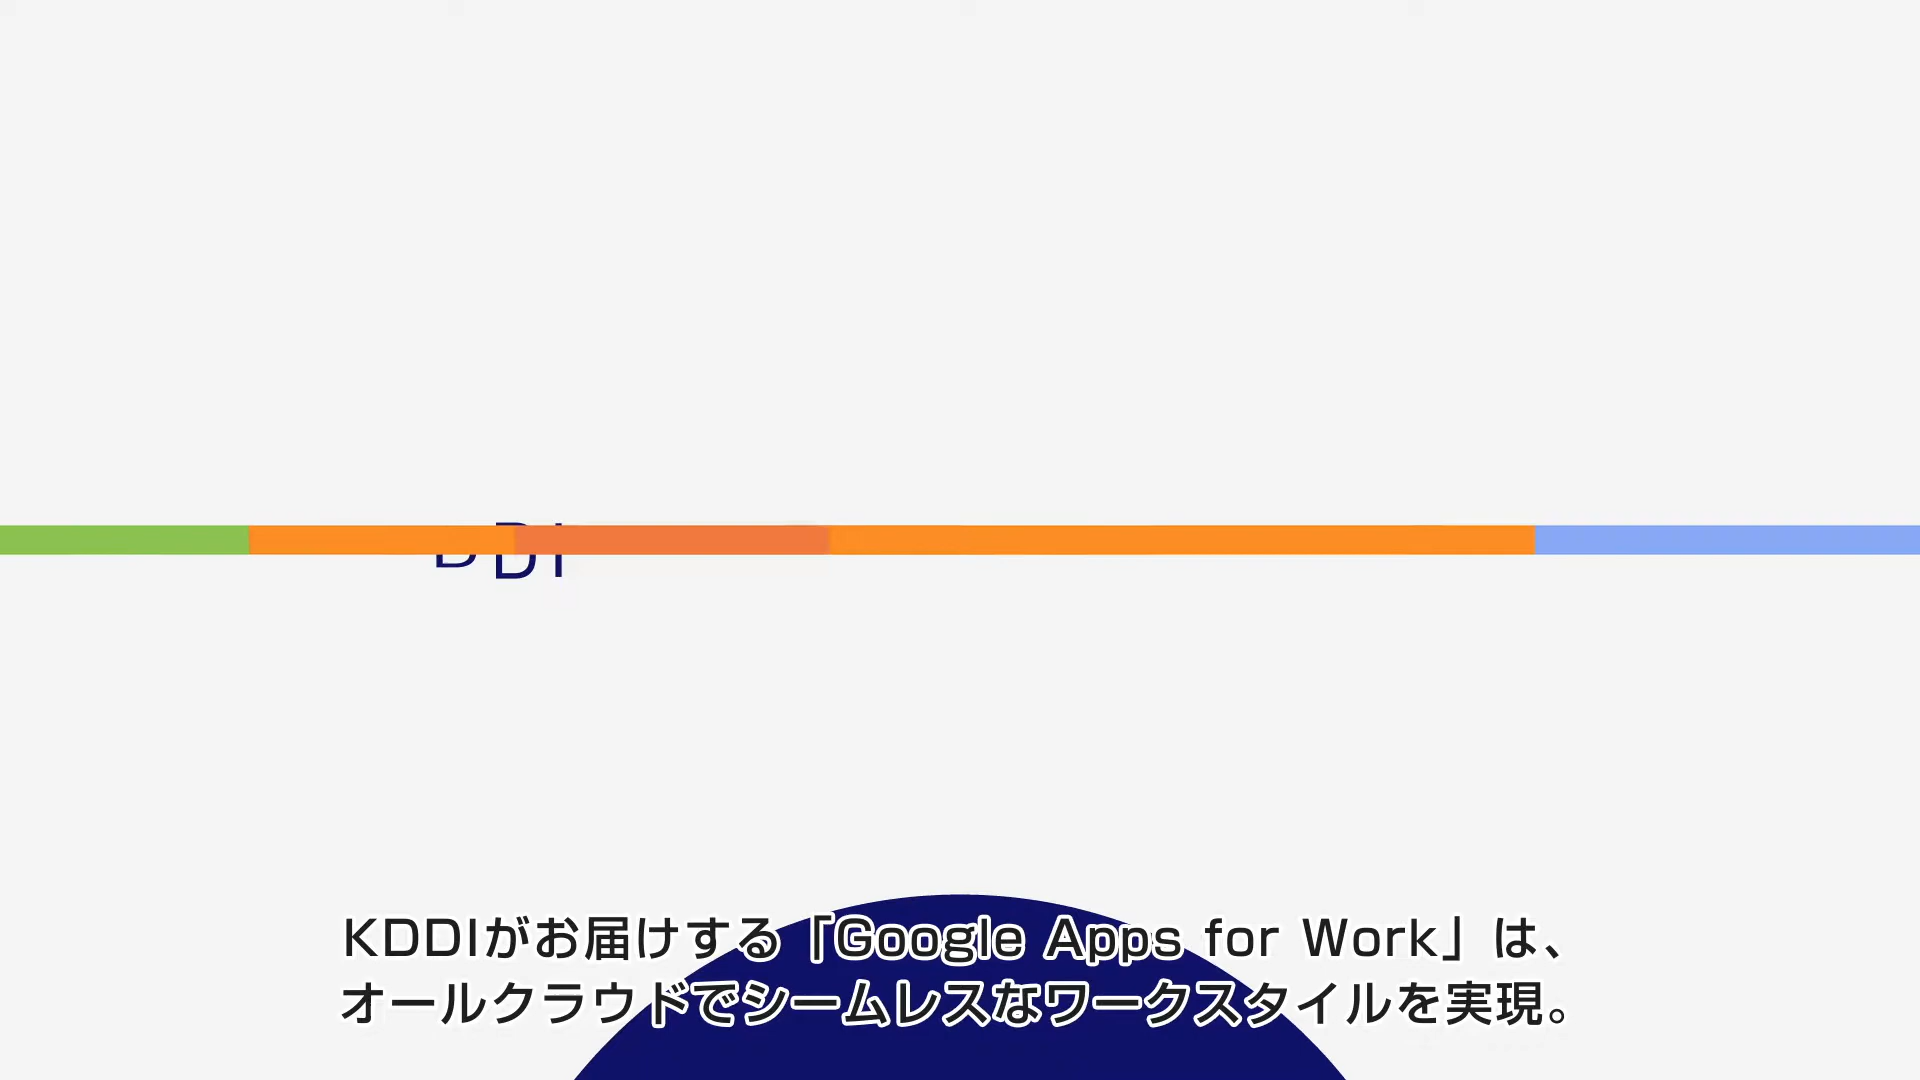 DDI
KDDIがお届けする「Google Apps for Work」は、
オールクラウドでシームレスなワークスタイルを実現。